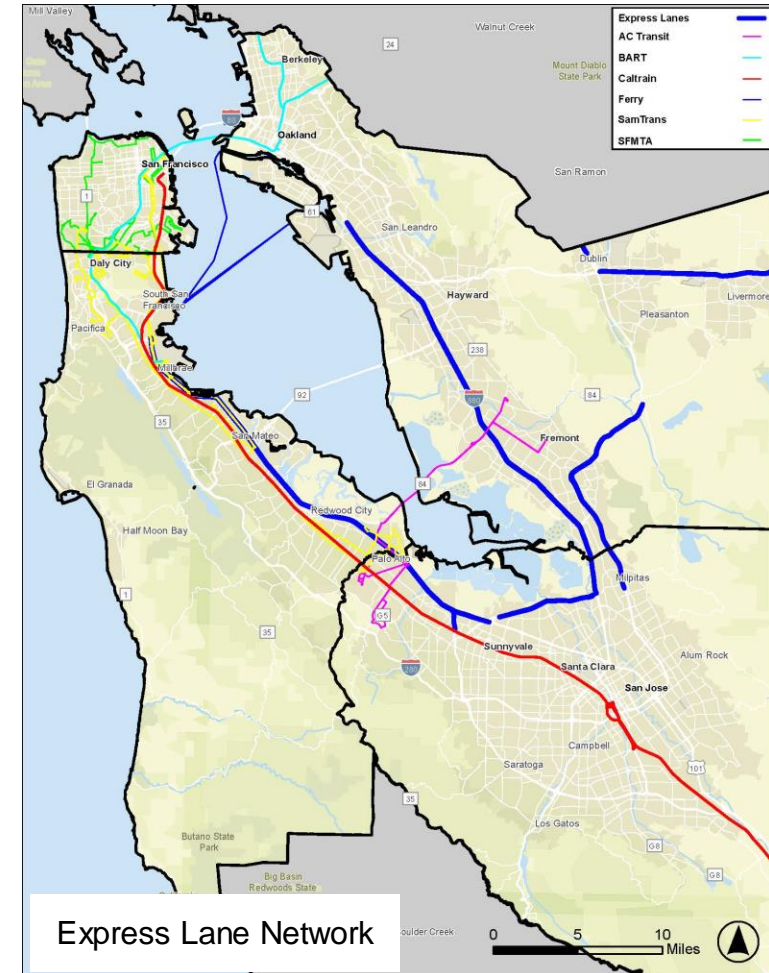 Mill Valley
Walnut Creek
24
Berkeley
Mount Diablo
State Park
Express Lanes
AC Transit
BART
Caltrain
Ferry
SamTrans
SFMTA
80
Oakland
San Francisco
San Ramon
1
61
San Leandro
Daly City
Dublin
South San
Francisco
Hayward
Livermore
Pleasanton
Pacifica
238
Millbrae
92
84
35
880
San Mateo
Fremont
El Granada
84
Redwood City
Half Moon Bay
Palo Alto
Milpitas
1
G5
35
Sunnyvale
Alum Rock
Santa Clara
280
San Jose
Campbell
Saratoga
101
35
Los Gatos
Butano State
Park
G8
G8
Big Basin
Redwoods State
Express Lane Network
oulder Creek
0 5 10
Miles